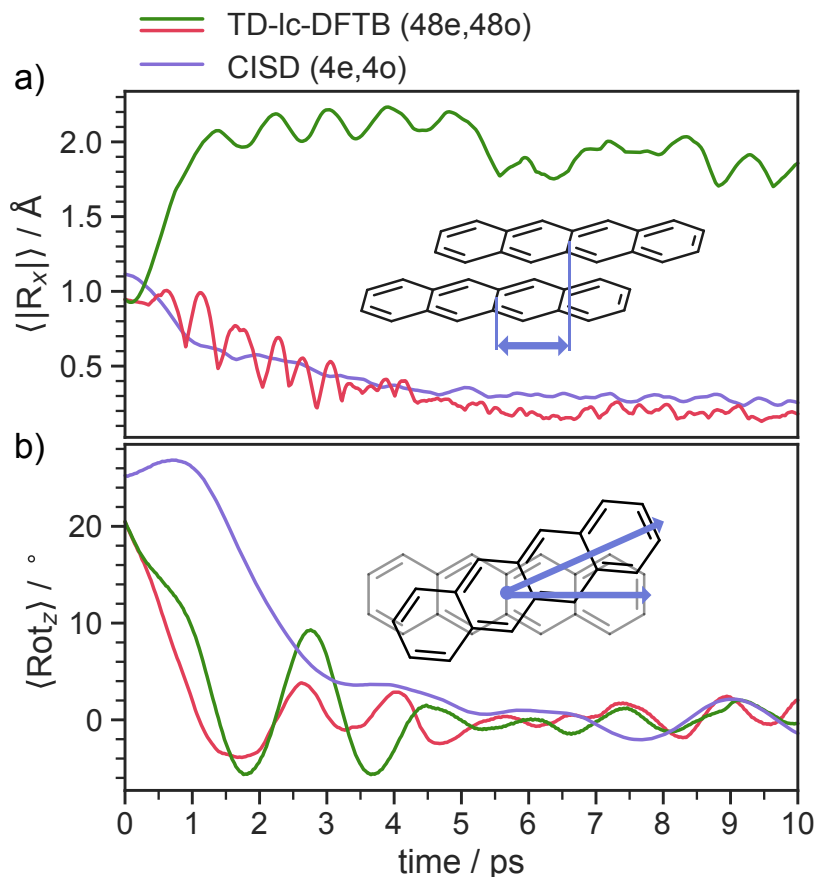 TD-lc-DFTB (48e,48o)
CISD (4e,4o)
a)
⟨|Rₓ|⟩ / Å
2.0
1.5
1.0
0.5
b)
⟨Rot_z⟩ / °
20
10
0
0 1 2 3 4 5 6 7 8 9 10
time / ps